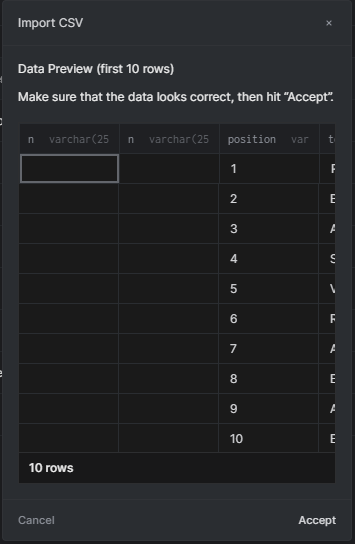 Import CSV ×
Data Preview (first 10 rows)
Make sure that the data looks correct, then hit “Accept”.
n varchar(25 n varchar(25 position var
1
2
3
4
5
6
7
8
9
10
10 rows
Cancel Accept